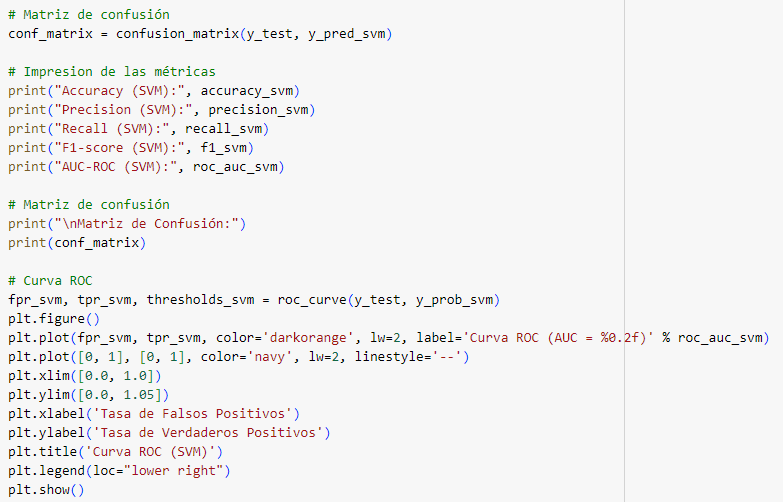 # Matriz de confusión
conf_matrix = confusion_matrix(y_test, y_pred_svm)
# Impresion de las métricas
print("Accuracy (SVM):", accuracy_svm)
print("Precision (SVM):", precision_svm)
print("Recall (SVM):", recall_svm)
print("F1-score (SVM):", f1_svm)
print("AUC-ROC (SVM):", roc_auc_svm)
# Matriz de confusión
print("\nMatriz de Confusión:")
print(conf_matrix)
# Curva ROC
fpr_svm, tpr_svm, thresholds_svm = roc_curve(y_test, y_prob_svm)
plt.figure()
plt.plot(fpr_svm, tpr_svm, color='darkorange', lw=2, label='Curva ROC (AUC = %0.2f)' % roc_auc_svm)
plt.plot([0, 1], [0, 1], color='navy', lw=2, linestyle='--')
plt.xlim([0.0, 1.0])
plt.ylim([0.0, 1.05])
plt.xlabel('Tasa de Falsos Positivos')
plt.ylabel('Tasa de Verdaderos Positivos')
plt.title('Curva ROC (SVM)')
plt.legend(loc="lower right")
plt.show()